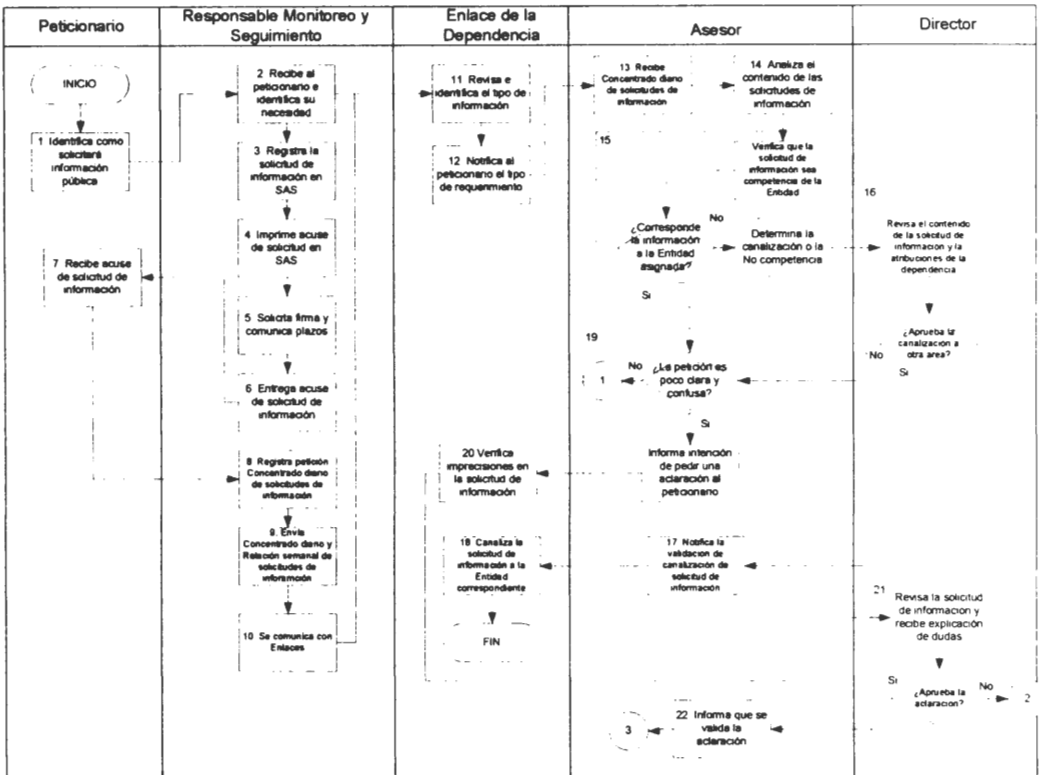 Peticionario
Responsable Monitoreo y
Seguimiento
Enlace de la
Dependencia
Asesor
Director
INICIO
1 Identifica como
solicitará
información
pública
7 Recibe acuse
de solicitud de
información
2 Recibe al
peticionario e
identifica su
necesidad
3 Registra la
solicitud de
información en
SAS
4 Imprime acuse
de solicitud en
SAS
5 Solicita firma y
comunica plazos
6 Entrega acuse
de solicitud de
información
8 Registra petición
Concentrado diario
de solicitudes de
información
9. Envía
Concentrado diario y
Relación semanal de
solicitudes de
inforamción
10 Se comunica con
Enlaces
11 Revisa e
identifica el tipo de
información
12 Notifica al
peticionario el tipo
de requerimiento
20 Verifica
imprecisiones en
la solicitud de
información
18 Canaliza la
solicitud de
información a la
Entidad
correspondiente
FIN
13 Recibe
Concentrado diario
de solicitudes de
información
14 Analiza el
contenido de las
solicitudes de
información
15
Verifica que la
solicitud de
información sea
competencia de la
Entidad
¿Corresponde
la información
a la Entidad
asignada?
No
Si
Determina la
canalización o la
No competencia
19
No
1
¿La petición es
poco clara y
confusa?
Si
Informa intención
de pedir una
aclaración al
peticionario
17 Notifica la
validacion de
canalización de
solicitud de
información
22 Informa que se
valida la
aclaración
3
16
Revisa el contenido
de la solicitud de
informacion y la
atribuciones de la
dependencia
¿Aprueba la
canalización a
otra area?
No
Si
21
Revisa la solicitud
de informacion y
recibe explicación
de dudas
Si
¿Aprueba la
aclaracion?
No
2